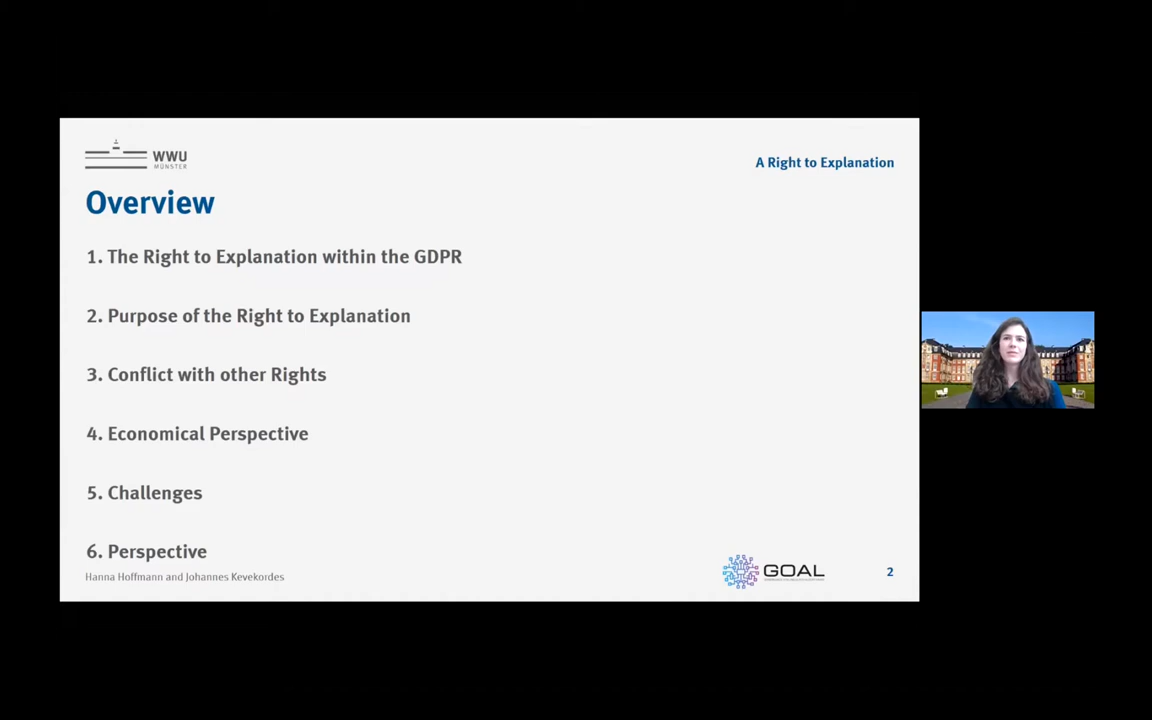 WWU
MÜNSTER
A Right to Explanation
Overview
1. The Right to Explanation within the GDPR
2. Purpose of the Right to Explanation
3. Conflict with other Rights
4. Economical Perspective
5. Challenges
6. Perspective
Hanna Hoffmann and Johannes Kevekordes
GOAL
2